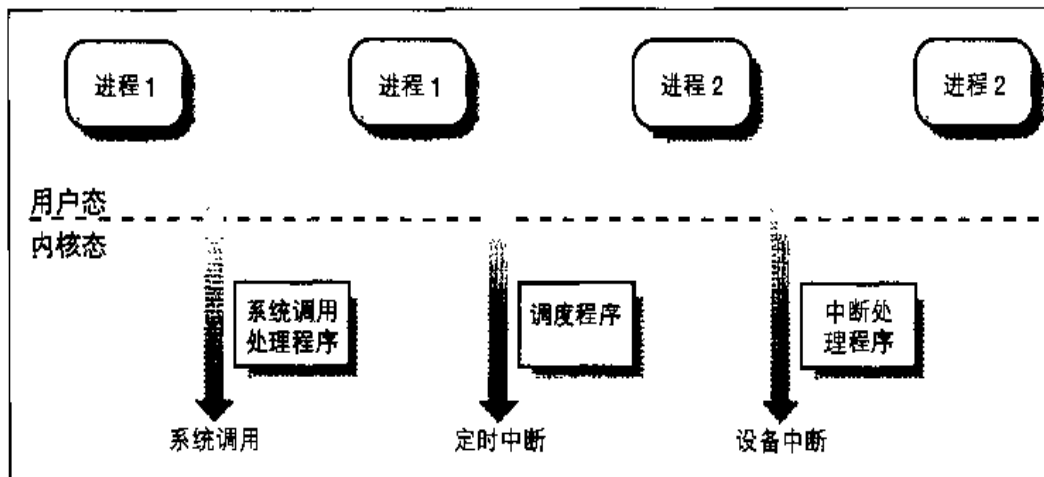 进程 1
进程 1
进程 2
进程 2
用户态
内核态
系统调用
处理程序
调度程序
中断处
理程序
系统调用
定时中断
设备中断